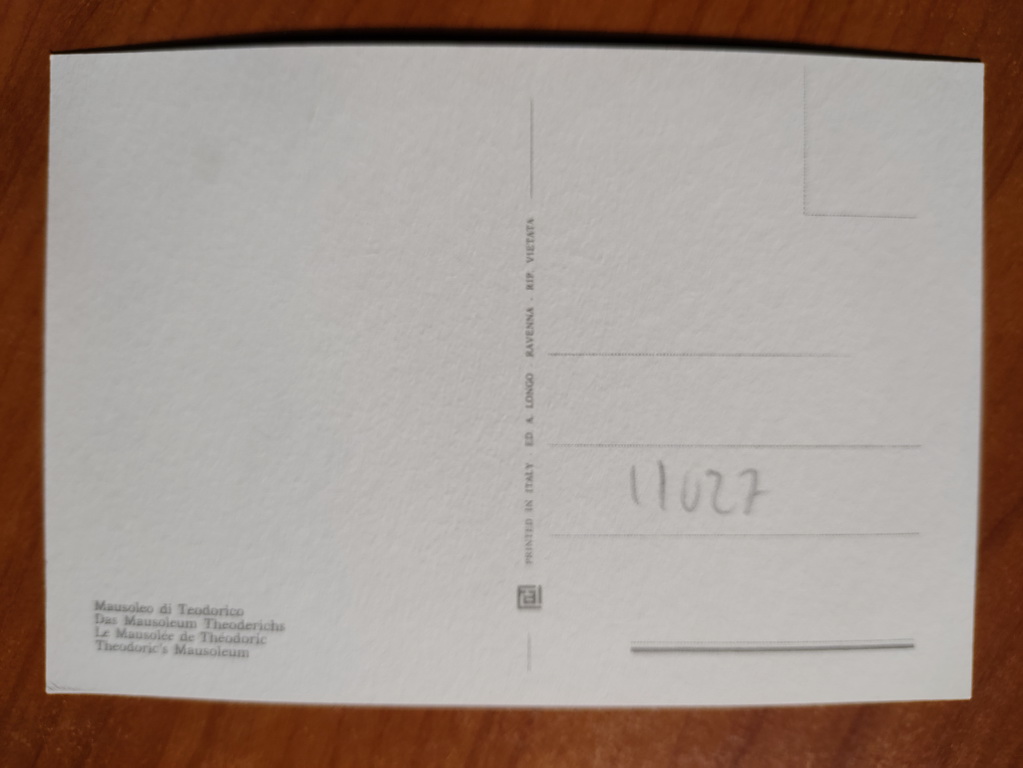 Mausoleo di Teodorico
Das Mausoleum Theoderichs
Le Mausolée de Théodoric
Theodoric's Mausoleum
PRINTED IN ITALY ED. A. LONGO RAVENNA - RIP. VIETATA
11027